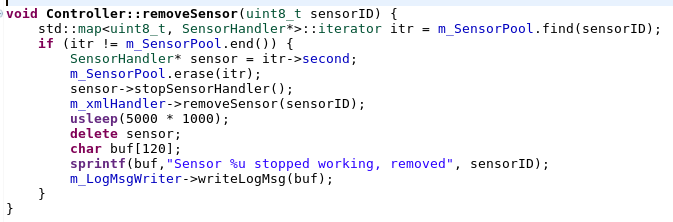 void Controller::removeSensor(uint8_t sensorID) {
    std::map<uint8_t, SensorHandler*>::iterator itr = m_SensorPool.find(sensorID);
    if (itr != m_SensorPool.end()) {
        SensorHandler* sensor = itr->second;
        m_SensorPool.erase(itr);
        sensor->stopSensorHandler();
        m_xmlHandler->removeSensor(sensorID);
        usleep(5000 * 1000);
        delete sensor;
        char buf[120];
        sprintf(buf,"Sensor %u stopped working, removed", sensorID);
        m_LogMsgWriter->writeLogMsg(buf);
    }
}